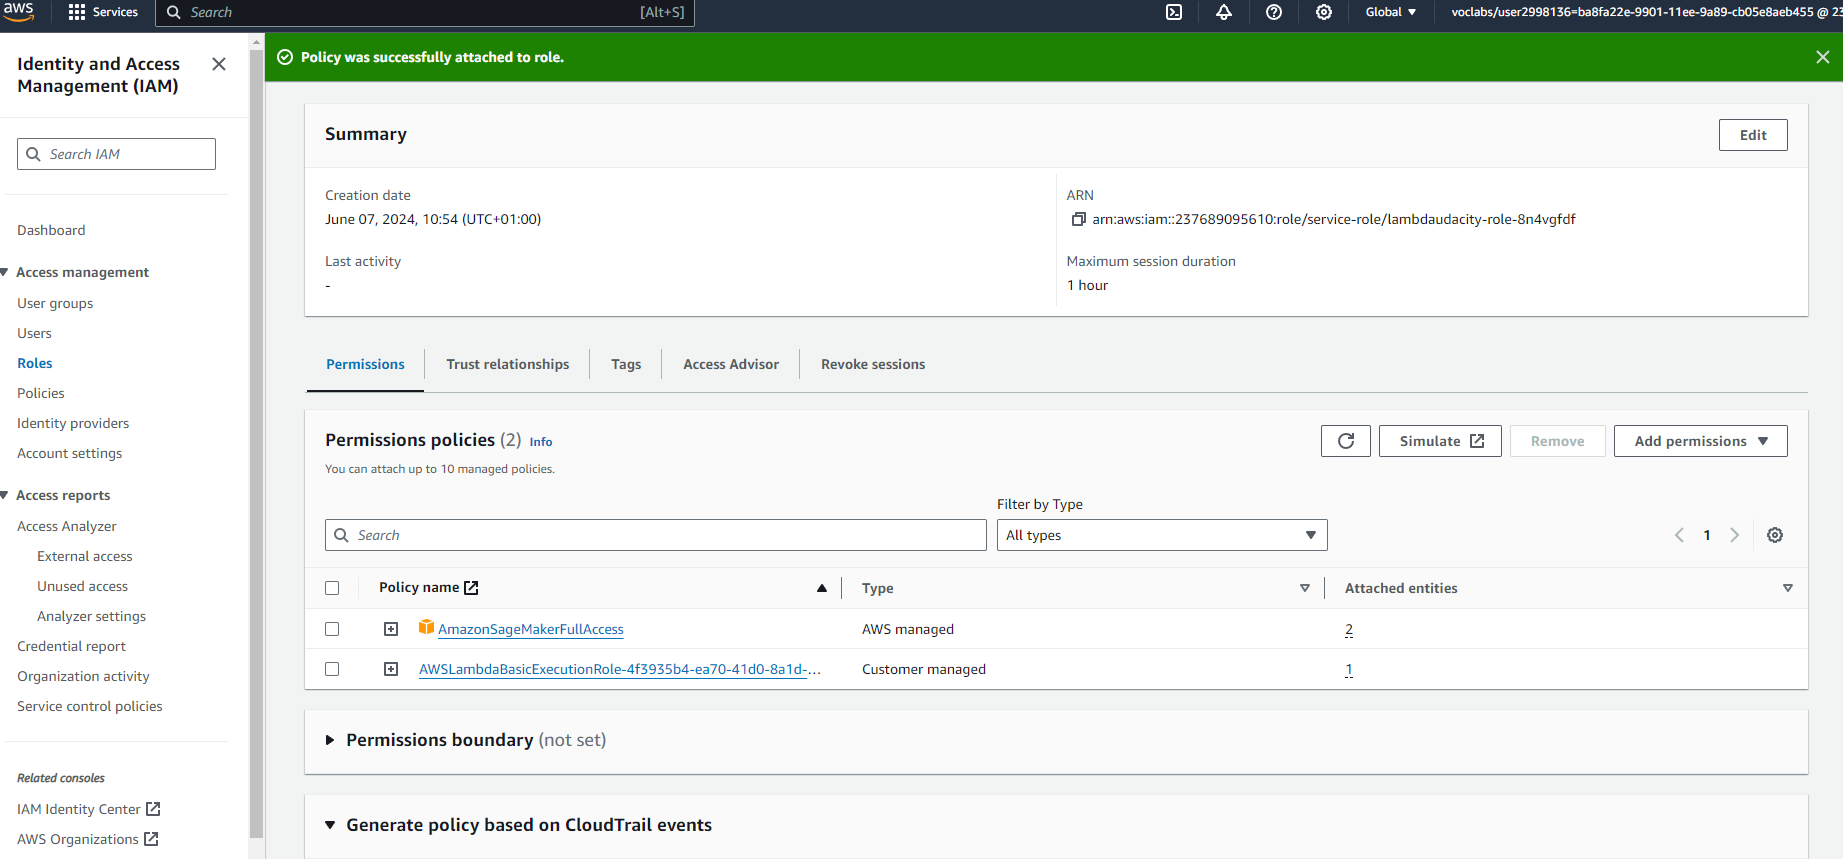 aws
Services
Search
[Alt+S]
Global
voclabs/user2998136=ba8fa22e-9901-11ee-9a89-cb05e8aeb455 @ 23
Identity and Access
Management (IAM)
Search IAM
Dashboard
Access management
User groups
Users
Roles
Policies
Identity providers
Account settings
Access reports
Access Analyzer
External access
Unused access
Analyzer settings
Credential report
Organization activity
Service control policies
Related consoles
IAM Identity Center
AWS Organizations
Policy was successfully attached to role.
Summary
Edit
Creation date
June 07, 2024, 10:54 (UTC+01:00)
ARN
arn:aws:iam::237689095610:role/service-role/lambdaudacity-role-8n4vgfdf
Last activity
-
Maximum session duration
1 hour
Permissions
Trust relationships
Tags
Access Advisor
Revoke sessions
Permissions policies (2) Info
You can attach up to 10 managed policies.
Simulate
Remove
Add permissions
Filter by Type
Search
All types
1
Policy name
Type
Attached entities
AmazonSageMakerFullAccess
AWS managed
2
AWSLambdaBasicExecutionRole-4f3935b4-ea70-41d0-8a1d-...
Customer managed
1
Permissions boundary (not set)
Generate policy based on CloudTrail events